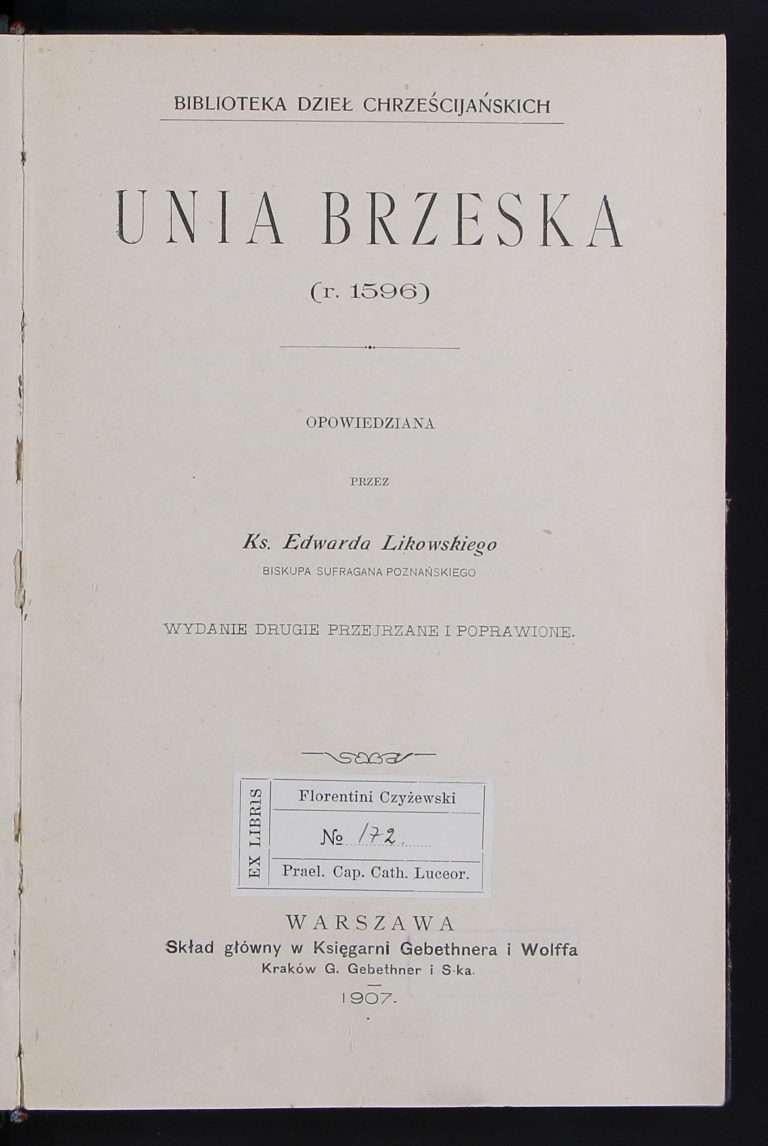 BIBLIOTEKA DZIEŁ CHRZEŚCIJAŃSKICH
UNIA BRZESKA
(r. 1596)
OPOWIEDZIANA
PRZEZ
Ks. Edwarda Likowskiego
BISKUPA SUFRAGANA POZNAŃSKIEGO
WYDANIE DRUGIE PRZEJRZANE I POPRAWIONE.
EX LIBRIS
Florentini Czyżewski
№ 172.
Prael. Cap. Cath. Luceor.
WARSZAWA
Skład główny w Księgarni Gebethnera i Wolffa
Kraków G. Gebethner i S-ka.
1907.